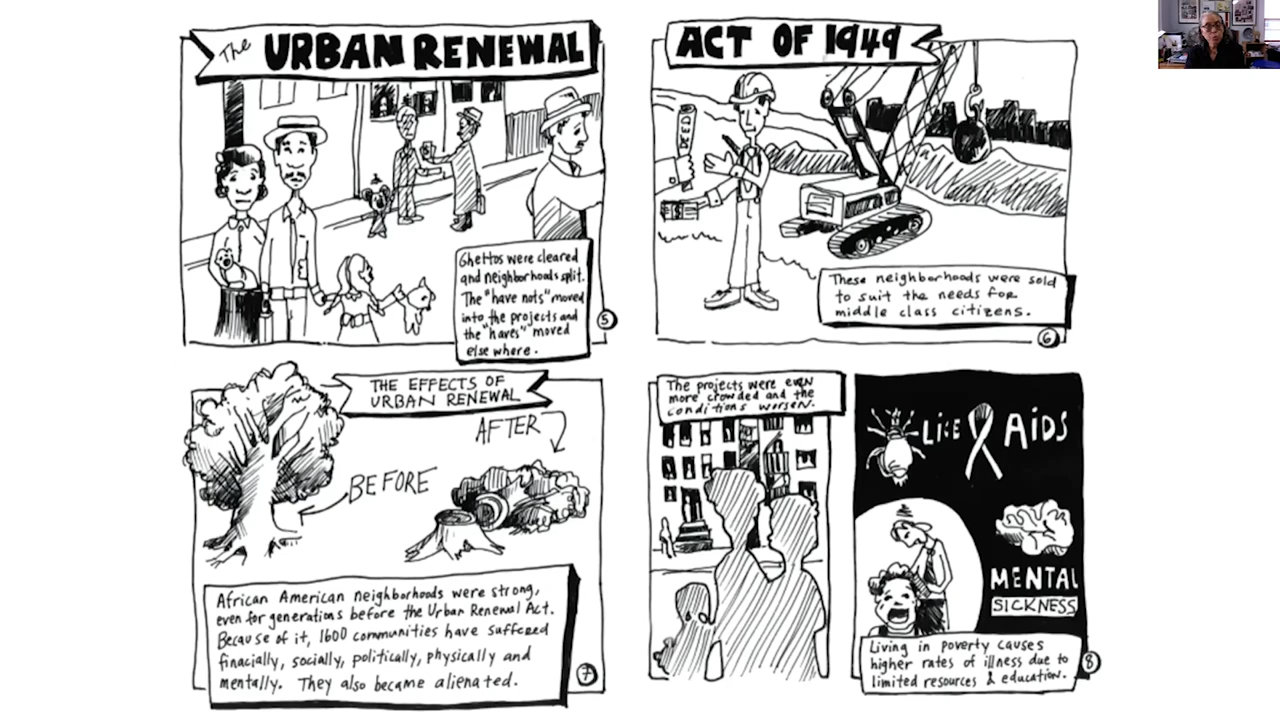 The URBAN RENEWAL
ACT OF 1949
Ghettos were cleared
and neighborhoods split.
The "have nots" moved
into the projects and
the "haves" moved
else where.
5
DEED
These neighborhoods were sold
to suit the needs for
middle class citizens.
6
THE EFFECTS OF
URBAN RENEWAL
AFTER
BEFORE
African American neighborhoods were strong,
even for generations before the Urban Renewal Act.
Because of it, 1600 communities have suffered
finacially, socially, politically, physically and
mentally. They also became alienated.
7
The projects were even
more crowded and the
conditions worsen.
LiCE AiDS
MENTAL
SICKNESS
Living in poverty causes
higher rates of illness due to
limited resources & education.
8